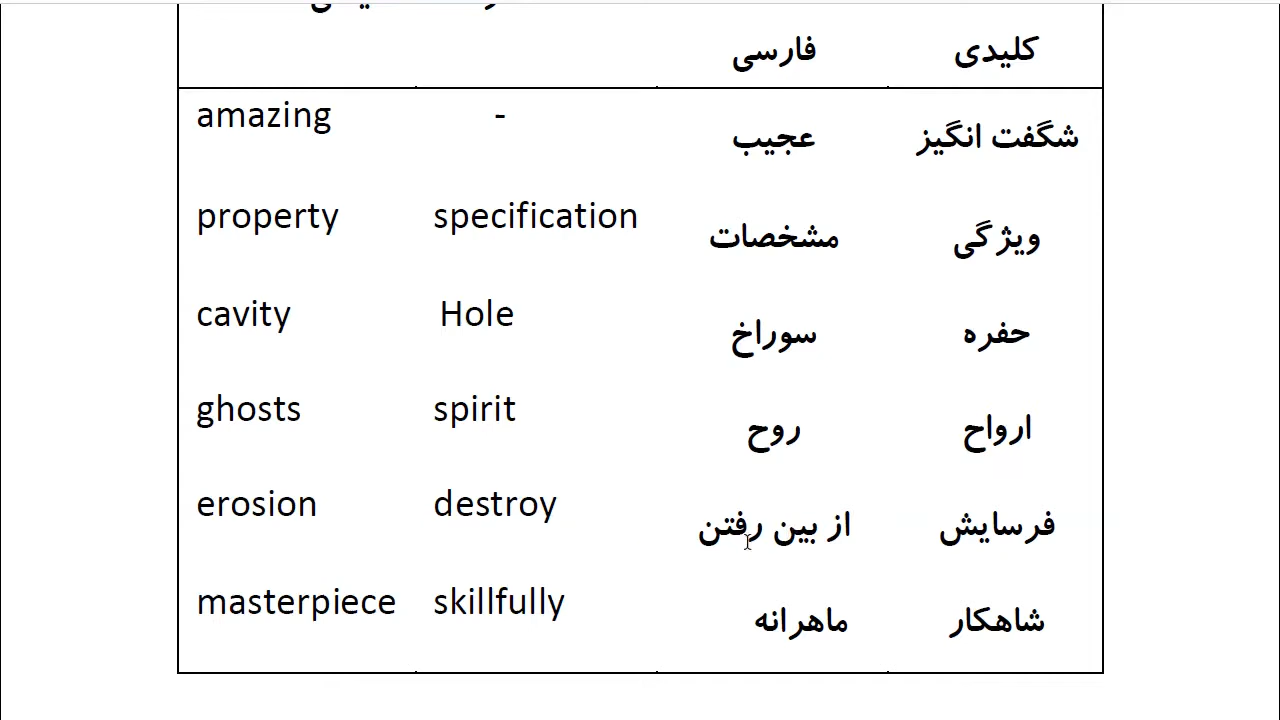 کلیدی فارسی
شگفت انگیز عجیب - amazing
ویژگی مشخصات specification property
حفره سوراخ Hole cavity
ارواح روح spirit ghosts
فرسایش از بین رفتن destroy erosion
شاهکار ماهرانه skillfully masterpiece